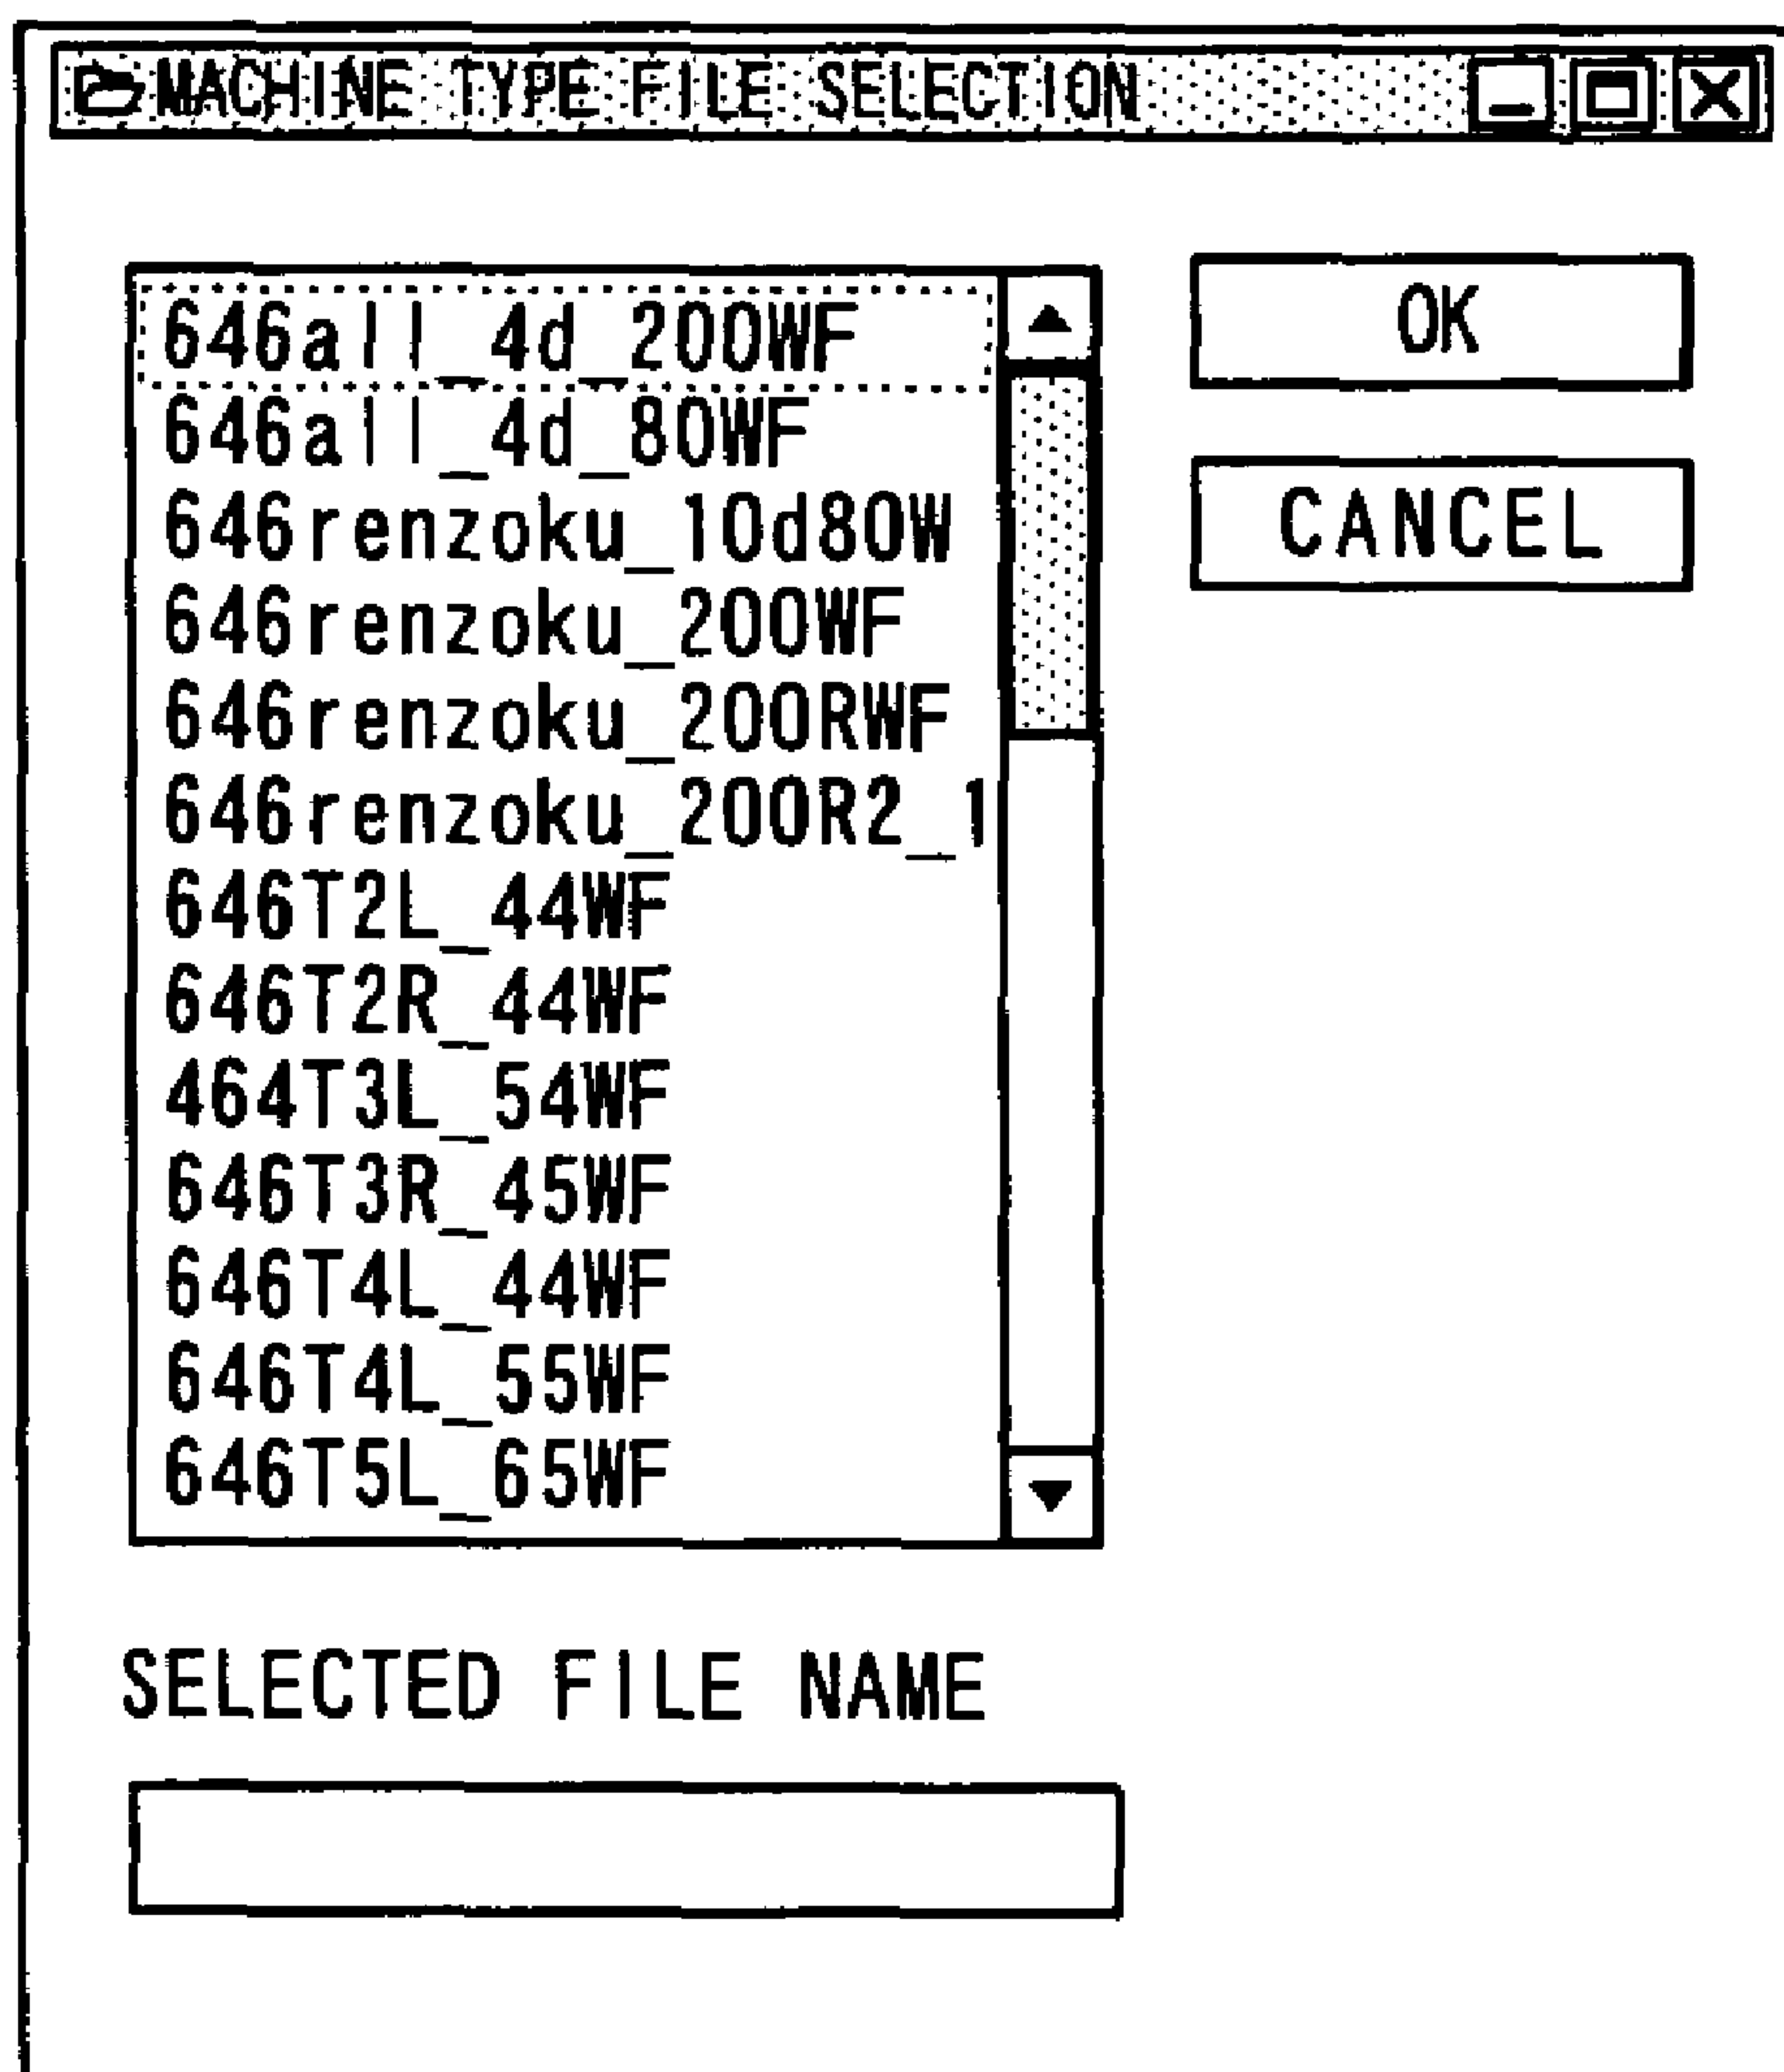 MACHINE TYPE FILE SELECTION
646all_4d_200WF
646all_4d_80WF
646renzoku_10d80W
646renzoku_200WF
646renzoku_200RWF
646renzoku_200R2_1
646T2L_44WF
646T2R_44WF
464T3L_54WF
646T3R_45WF
646T4L_44WF
646T4L_55WF
646T5L_65WF
OK
CANCEL
SELECTED FILE NAME